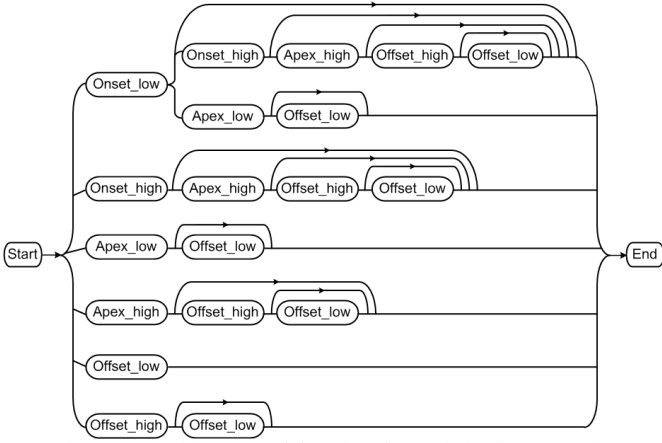 Onset_high Apex_high Offset_high Offset_low
Onset_low
Apex_low Offset_low
Onset_high Apex_high Offset_high Offset_low
Start Apex_low Offset_low End
Apex_high Offset_high Offset_low
Offset_low
Offset_high Offset_low